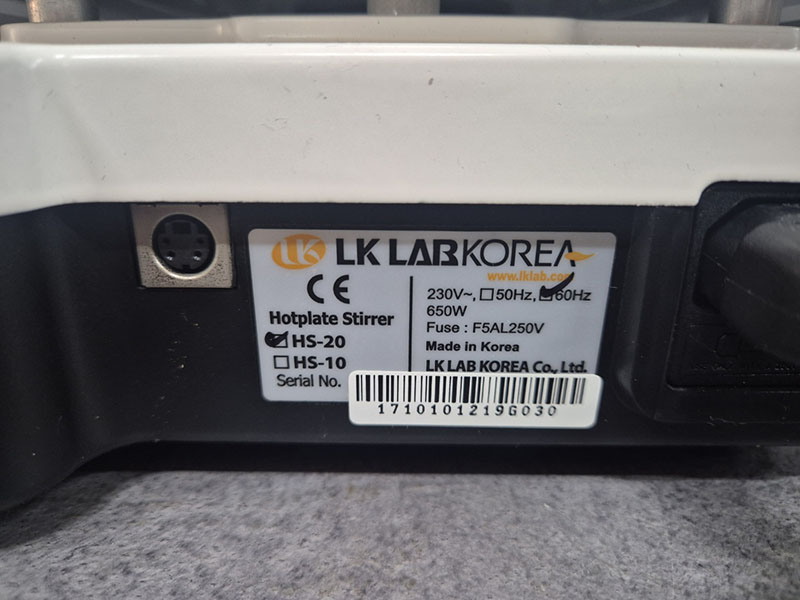 LK LK LABKOREA
www.lklab.com
CE
Hotplate Stirrer
HS-20
HS-10
Serial No.
230V~, 50Hz, 60Hz
650W
Fuse : F5AL250V
Made in Korea
LK LAB KOREA Co., Ltd.
1710101219G030